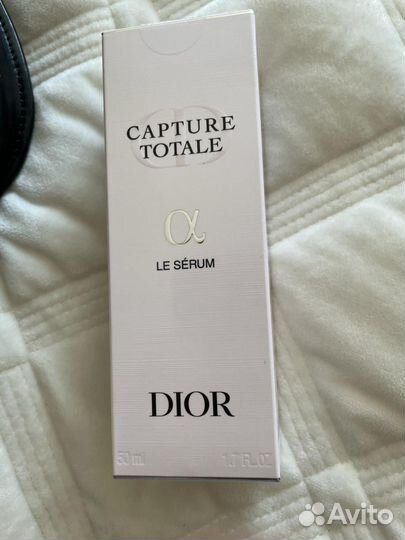 CAPTURE
TOTALE
α
LE SÉRUM
DIOR
50 ml 1.7 FL.OZ
Avito